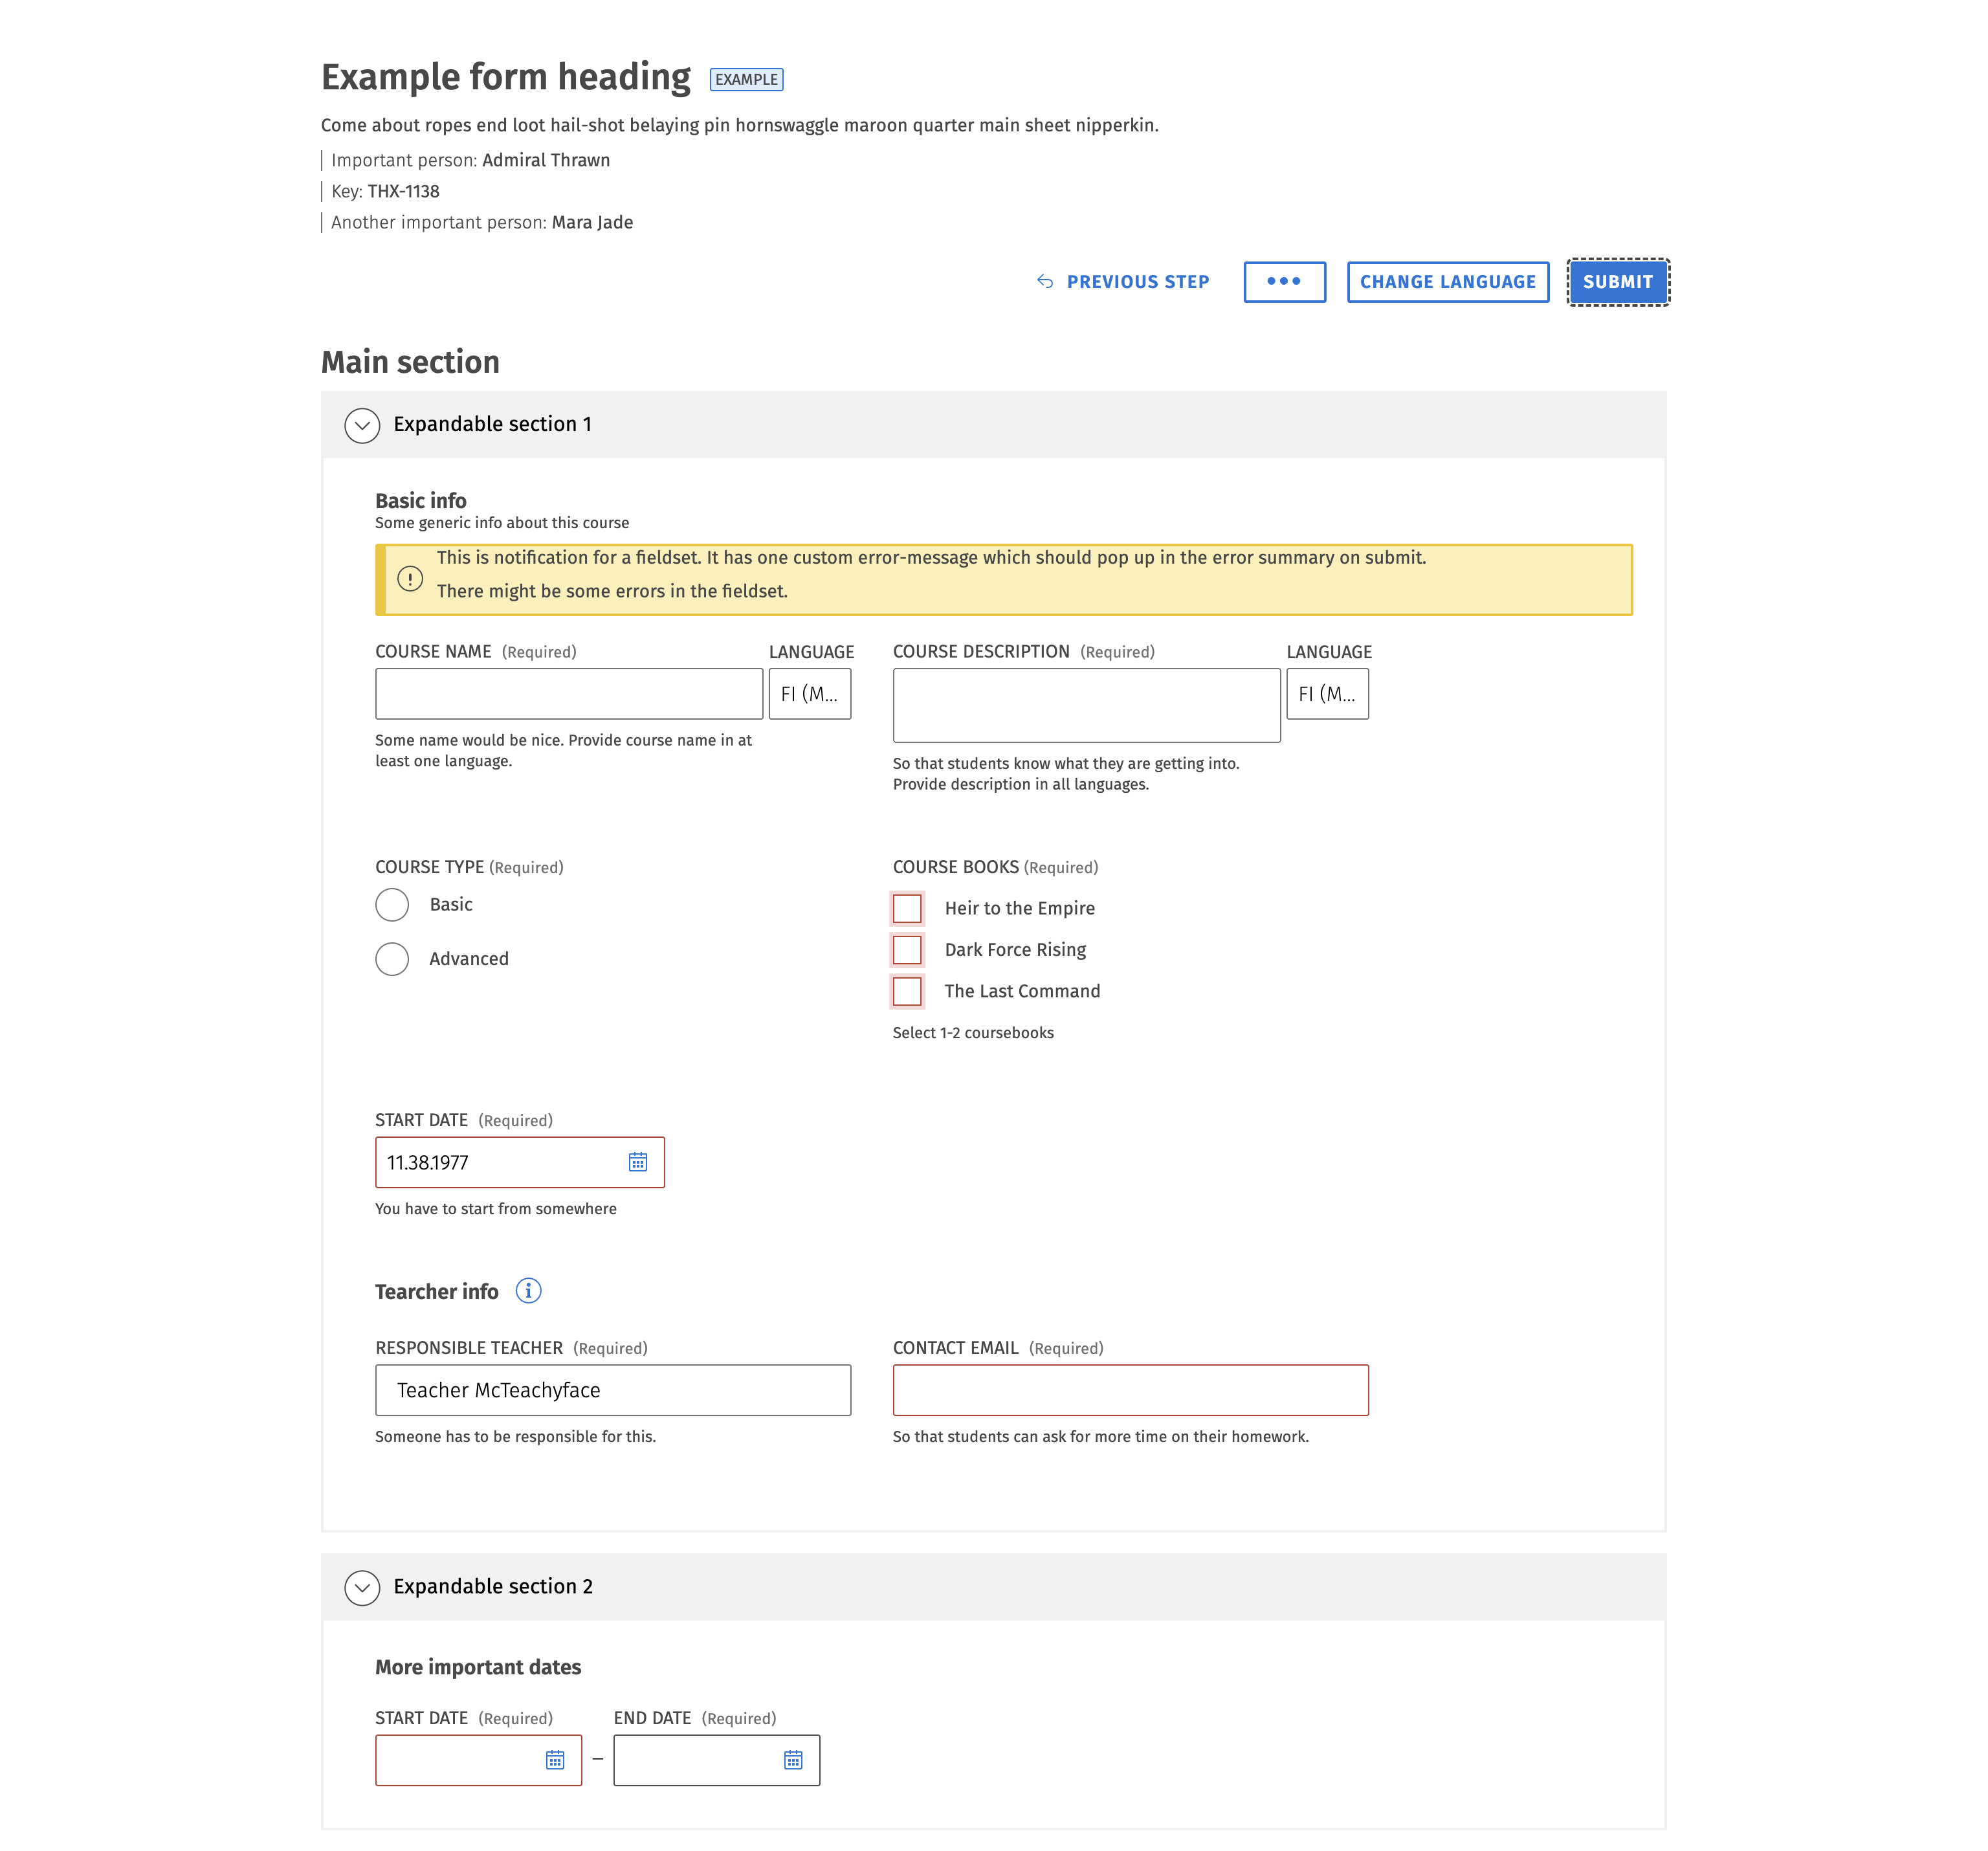 Example form heading EXAMPLE
Come about ropes end loot hail-shot belaying pin hornswaggle maroon quarter main sheet nipperkin.
Important person: Admiral Thrawn
Key: THX-1138
Another important person: Mara Jade
PREVIOUS STEP ••• CHANGE LANGUAGE SUBMIT
Main section
Expandable section 1
Basic info
Some generic info about this course
This is notification for a fieldset. It has one custom error-message which should pop up in the error summary on submit.
There might be some errors in the fieldset.
COURSE NAME (Required) LANGUAGE COURSE DESCRIPTION (Required) LANGUAGE
FI (M... FI (M...
Some name would be nice. Provide course name in at
least one language.
So that students know what they are getting into.
Provide description in all languages.
COURSE TYPE (Required) COURSE BOOKS (Required)
Basic Heir to the Empire
Dark Force Rising
Advanced
The Last Command
Select 1-2 coursebooks
START DATE (Required)
11.38.1977
You have to start from somewhere
Tearcher info
RESPONSIBLE TEACHER (Required) CONTACT EMAIL (Required)
Teacher McTeachyface
Someone has to be responsible for this. So that students can ask for more time on their homework.
Expandable section 2
More important dates
START DATE (Required) END DATE (Required)
–